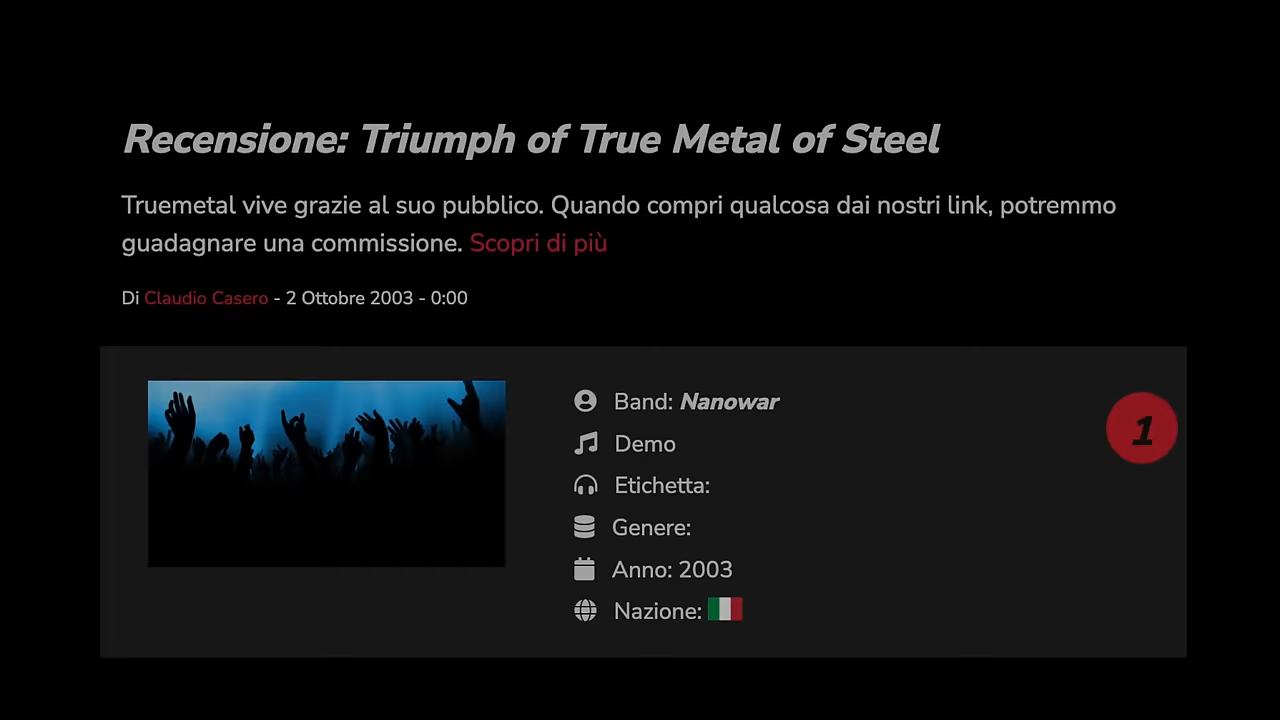 Recensione: Triumph of True Metal of Steel
Truemetal vive grazie al suo pubblico. Quando compri qualcosa dai nostri link, potremmo
guadagnare una commissione. Scopri di più
Di Claudio Casero - 2 Ottobre 2003 - 0:00
Band: Nanowar
1
Demo
Etichetta:
Genere:
Anno: 2003
Nazione: